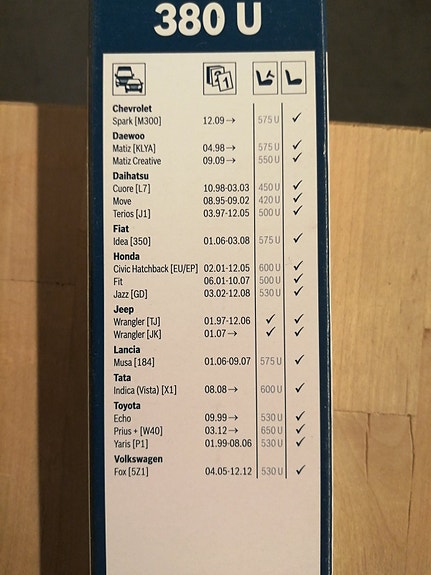 380 U
1
Chevrolet
Spark [M300] 12.09→ 575 U ✓
Daewoo
Matiz [KLYA] 04.98→ 575 U ✓
Matiz Creative 09.09→ 550 U ✓
Daihatsu
Cuore [L7] 10.98-03.03 450 U ✓
Move 08.95-09.02 420 U ✓
Terios [J1] 03.97-12.05 500 U ✓
Fiat
Idea [350] 01.06-03.08 575 U ✓
Honda
Civic Hatchback [EU/EP] 02.01-12.05 600 U ✓
Fit 06.01-10.07 500 U ✓
Jazz [GD] 03.02-12.08 530 U ✓
Jeep
Wrangler [TJ] 01.97-12.06 ✓ ✓
Wrangler [JK] 01.07→ ✓ ✓
Lancia
Musa [184] 01.06-09.07 575 U ✓
Tata
Indica (Vista) [X1] 08.08→ 600 U ✓
Toyota
Echo 09.99→ 530 U ✓
Prius + [W40] 03.12→ 650 U ✓
Yaris [P1] 01.99-08.06 530 U ✓
Volkswagen
Fox [5Z1] 04.05-12.12 530 U ✓